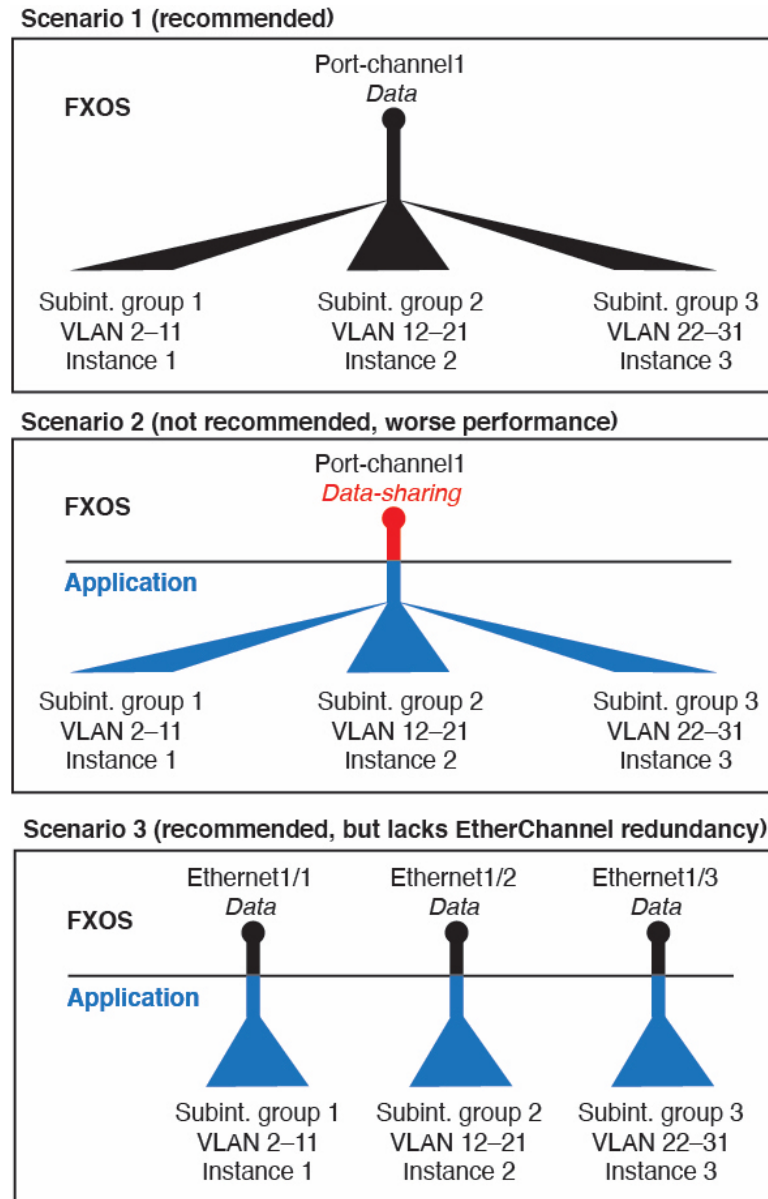 Scenario 1 (recommended)
Port-channel1
Data
FXOS
Subint. group 1
VLAN 2–11
Instance 1
Subint. group 2
VLAN 12–21
Instance 2
Subint. group 3
VLAN 22–31
Instance 3
Scenario 2 (not recommended, worse performance)
Port-channel1
Data-sharing
FXOS
Application
Subint. group 1
VLAN 2–11
Instance 1
Subint. group 2
VLAN 12–21
Instance 2
Subint. group 3
VLAN 22–31
Instance 3
Scenario 3 (recommended, but lacks EtherChannel redundancy)
Ethernet1/1
Data
Ethernet1/2
Data
Ethernet1/3
Data
FXOS
Application
Subint. group 1
VLAN 2–11
Instance 1
Subint. group 2
VLAN 12–21
Instance 2
Subint. group 3
VLAN 22–31
Instance 3